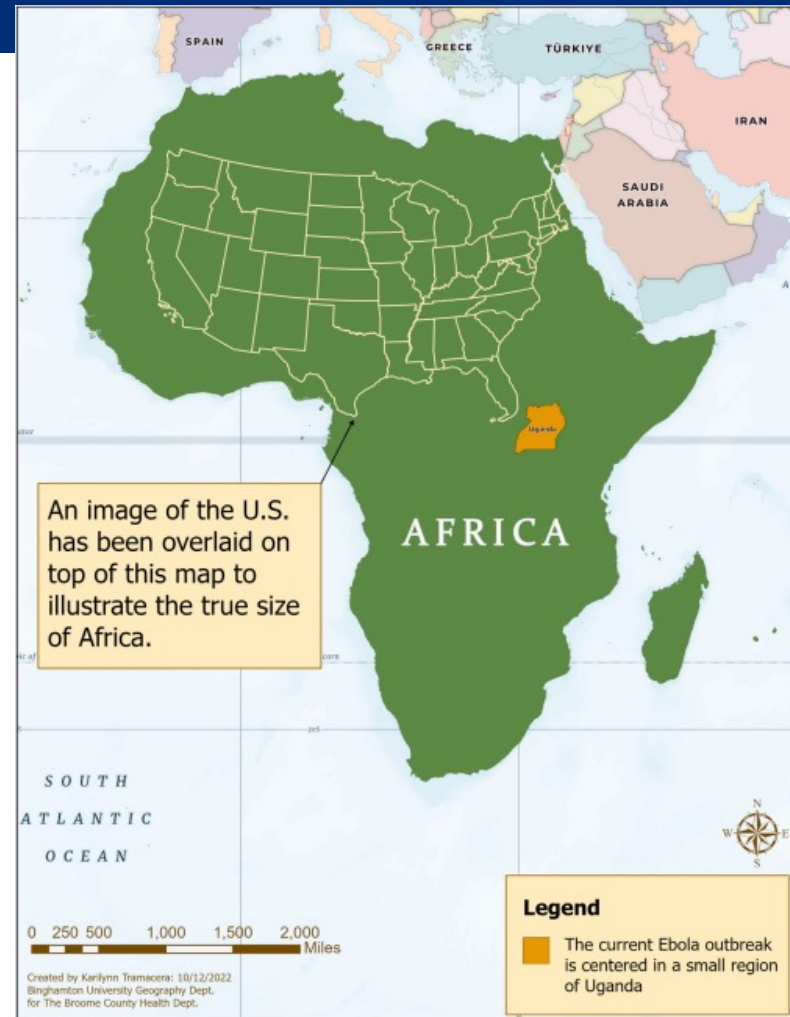 SPAIN
GREECE
TÜRKIYE
IRAN
SAUDI
ARABIA
Uganda
An image of the U.S.
has been overlaid on
top of this map to
illustrate the true size
of Africa.
AFRICA
SOUTH
ATLANTIC
OCEAN
N
W
E
S
0 250 500 1,000 1,500 2,000
Miles
Created by Karilynn Tramacera: 10/12/2022
Binghamton University Geography Dept.
for The Broome County Health Dept.
Legend
The current Ebola outbreak
is centered in a small region
of Uganda